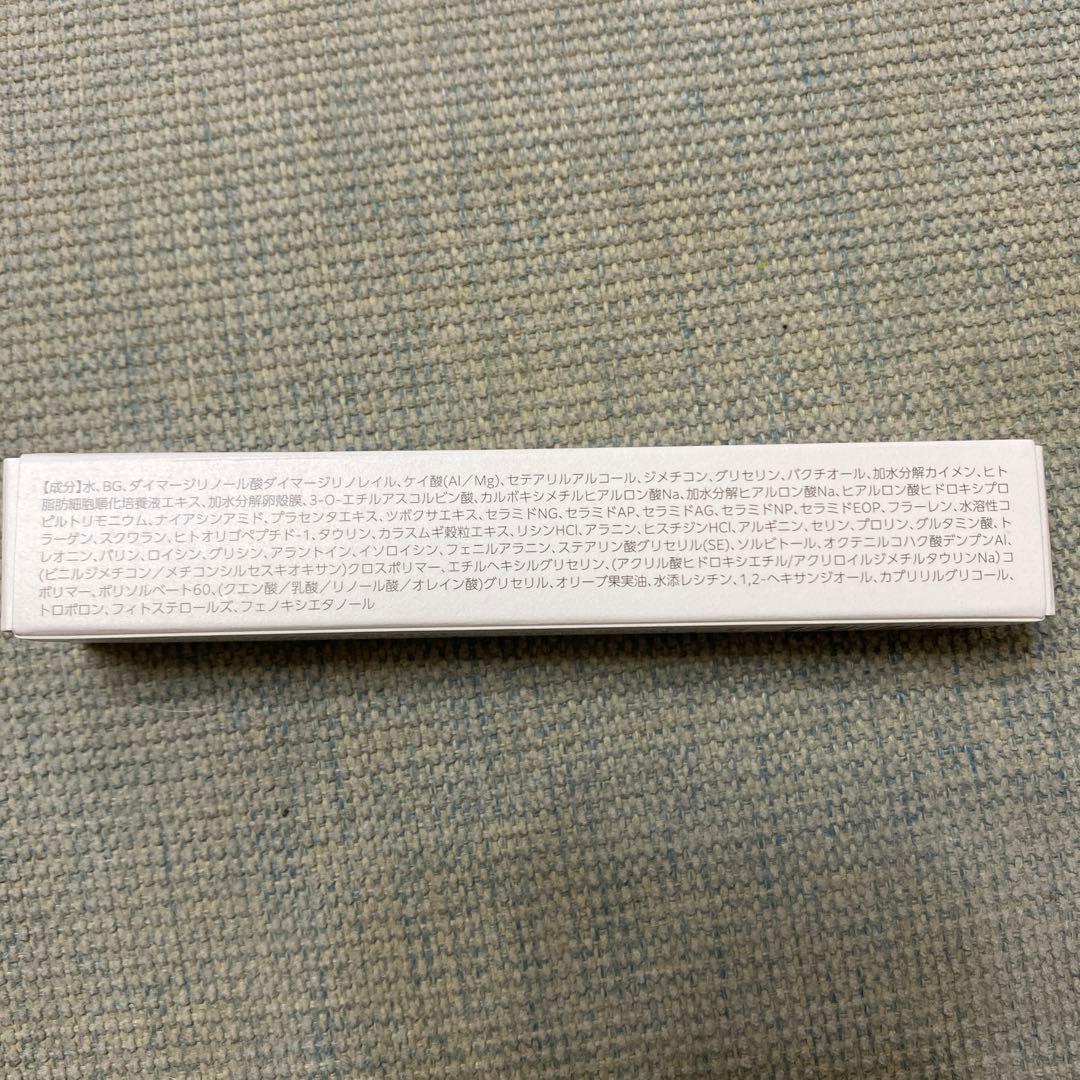 【成分】水、BG、ダイマージリノール酸ダイマージリノレイル、ケイ酸(Al／Mg)、セテアリルアルコール、ジメチコン、グリセリン、バクチオール、加水分解カイメン、ヒト
脂肪細胞順化培養液エキス、加水分解卵殻膜、3-O-エチルアスコルビン酸、カルボキシメチルヒアルロン酸Na、加水分解ヒアルロン酸Na、ヒアルロン酸ヒドロキシプロ
ピルトリモニウム、ナイアシンアミド、プラセンタエキス、ツボクサエキス、セラミドNG、セラミドAP、セラミドAG、セラミドNP、セラミドEOP、フラーレン、水溶性コ
ラーゲン、スクワラン、ヒトオリゴペプチド-1、タウリン、カラスムギ穀粒エキス、リシンHCl、アラニン、ヒスチジンHCl、アルギニン、セリン、プロリン、グルタミン酸、ト
レオニン、バリン、ロイシン、グリシン、アラントイン、イソロイシン、フェニルアラニン、ステアリン酸グリセリル(SE)、ソルビトール、オクテニルコハク酸デンプンAl、
(ビニルジメチコン／メチコンシルセスキオキサン)クロスポリマー、エチルヘキシルグリセリン、(アクリル酸ヒドロキシエチル/アクリロイルジメチルタウリンNa)コ
ポリマー、ポリソルベート60、(クエン酸／乳酸／リノール酸／オレイン酸)グリセリル、オリーブ果実油、水添レシチン、1,2-ヘキサンジオール、カプリリルグリコール、
トロポロン、フィトステロールズ、フェノキシエタノール